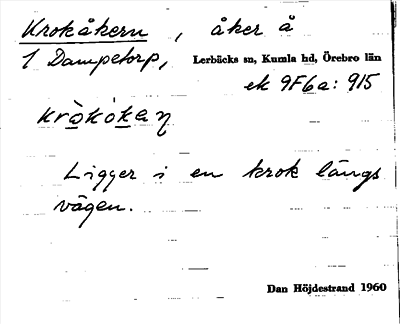 Krokåkern, åker å
1 Dampetorp, Lerbäcks sn, Kumla hd, Örebro län
ek 9F6a: 915
kròkókaɳ
Ligger i en krok längs
vägen.
Dan Höjdestrand 1960